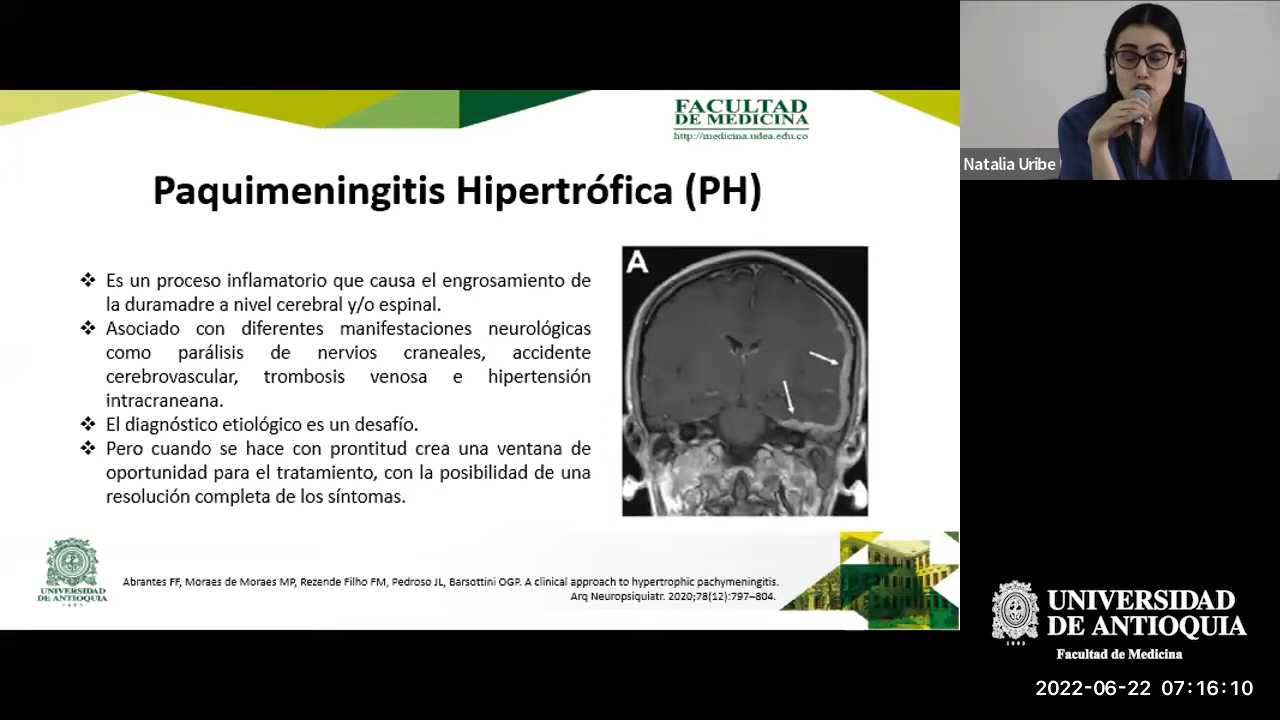 FACULTAD
DE MEDICINA
http://medicina.udea.edu.co
Natalia Uribe
Paquimeningitis Hipertrófica (PH)
❖ Es un proceso inflamatorio que causa el engrosamiento de
la duramadre a nivel cerebral y/o espinal.
❖ Asociado con diferentes manifestaciones neurológicas
como parálisis de nervios craneales, accidente
cerebrovascular, trombosis venosa e hipertensión
intracraneana.
❖ El diagnóstico etiológico es un desafío.
❖ Pero cuando se hace con prontitud crea una ventana de
oportunidad para el tratamiento, con la posibilidad de una
resolución completa de los síntomas.
A
UNIVERSIDAD
DE ANTIOQUIA
1803
Abrantes FF, Moraes de Moraes MP, Rezende Filho FM, Pedroso JL, Barsottini OGP. A clinical approach to hypertrophic pachymeningitis.
Arq Neuropsiquiatr. 2020;78(12):797–804.
UNIVERSIDAD
DE ANTIOQUIA
1803
Facultad de Medicina
2022-06-22 07:16:10